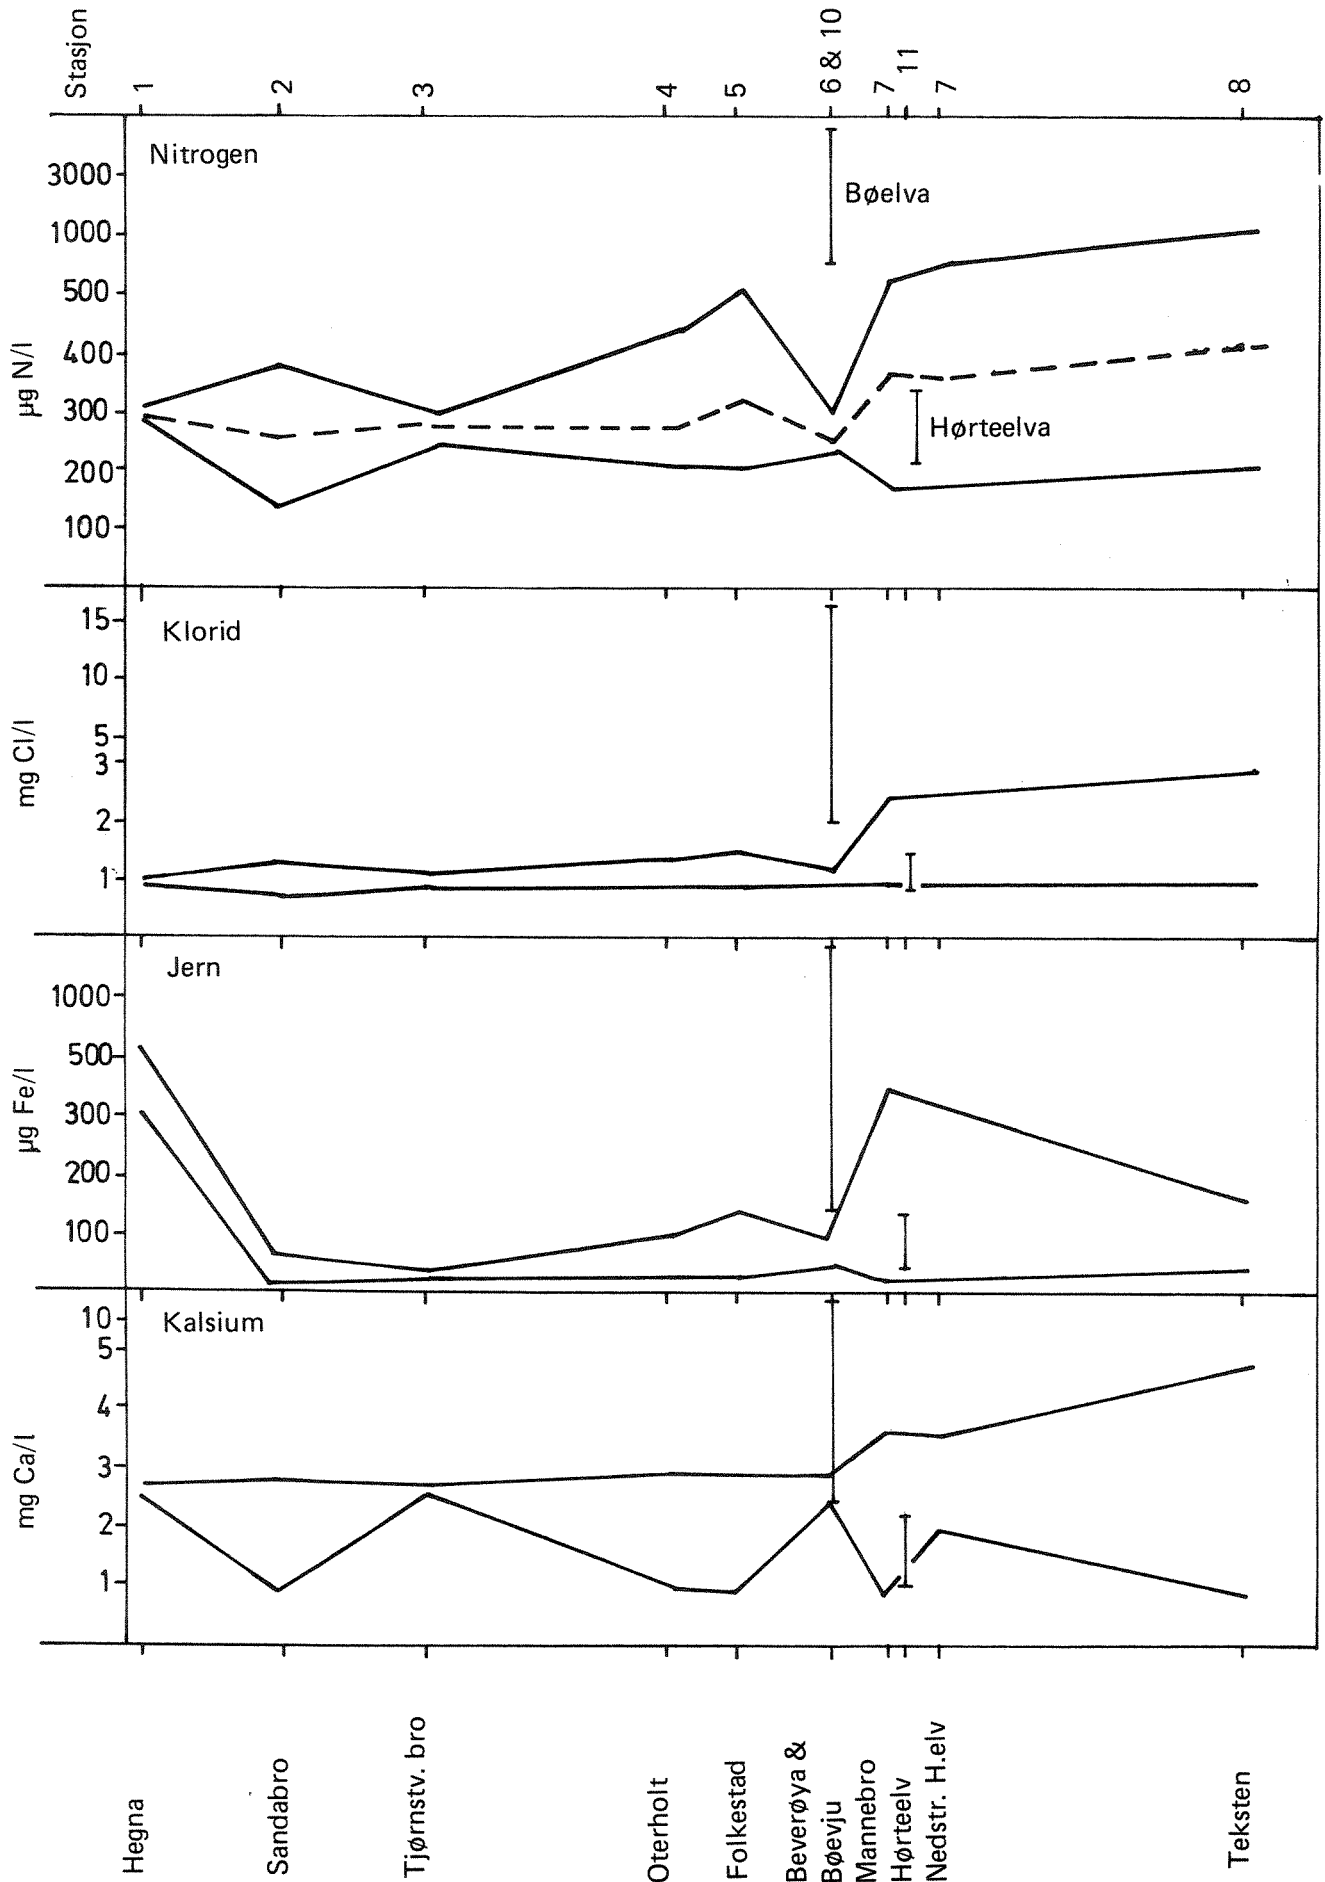 Stasjon
1
2
3
4
5
6 & 10
7
11
7
8
Nitrogen
3000
1000
500
400
300
200
100
µg N/l
Bøelva
Hørteelva
Klorid
15
10
5
3
2
1
mg Cl/l
Jern
1000
500
300
200
100
µg Fe/l
Kalsium
10
5
4
3
2
1
mg Ca/l
Hegna
Sandabro
Tjørnstv. bro
Oterholt
Folkestad
Beverøya &
Bøevju
Mannebro
Hørteelv
Nedstr. H.elv
Teksten